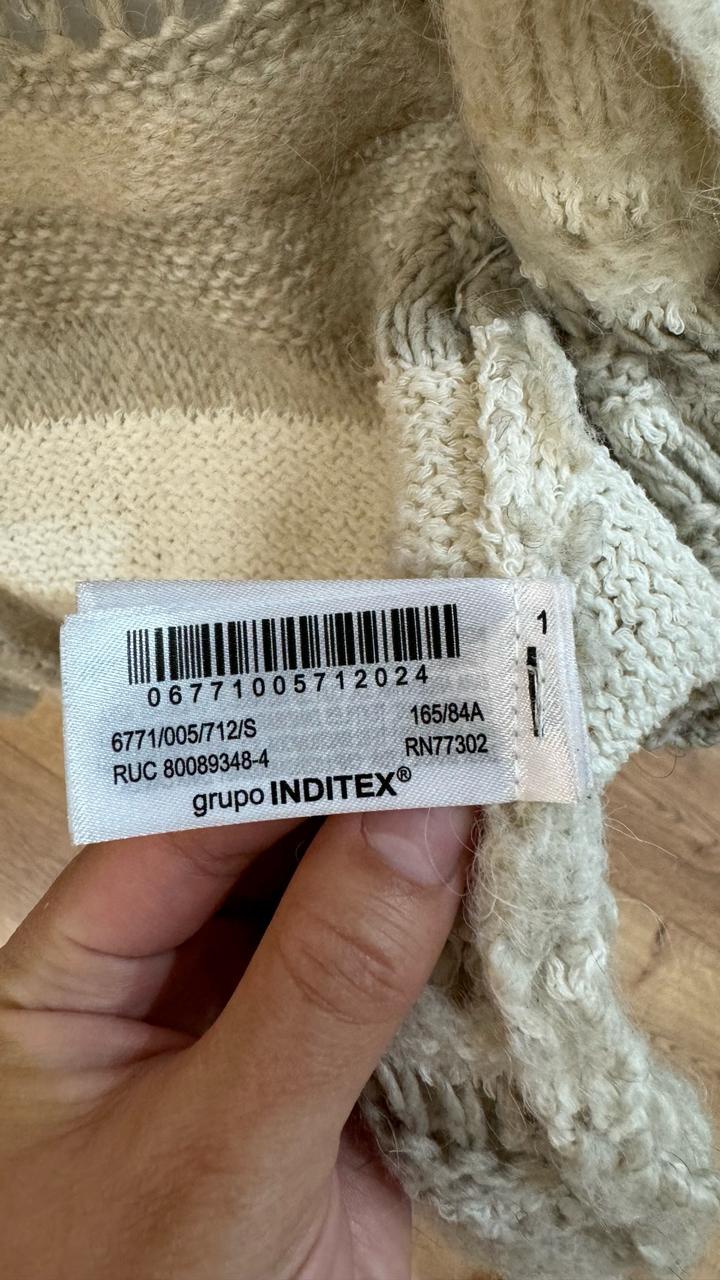 06771005712024
6771/005/712/S 165/84A
RUC 80089348-4 RN77302
grupo INDITEX®
1